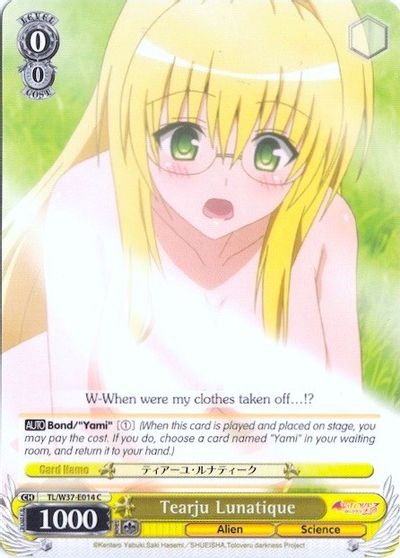 LEVEL
0
0
COST
W-When were my clothes taken off…!?
AUTO Bond/"Yami" [①] (When this card is played and placed on stage, you
may pay the cost. If you do, choose a card named "Yami" in your waiting
room, and return it to your hand.)
Card Name
ティアーユ・ルナティーク
CH TL/W37-E014 C
Tearju Lunatique
1000
Alien
Science
©Kentaro Yabuki,Saki Hasemi／SHUEISHA,Toloveru darkness Project